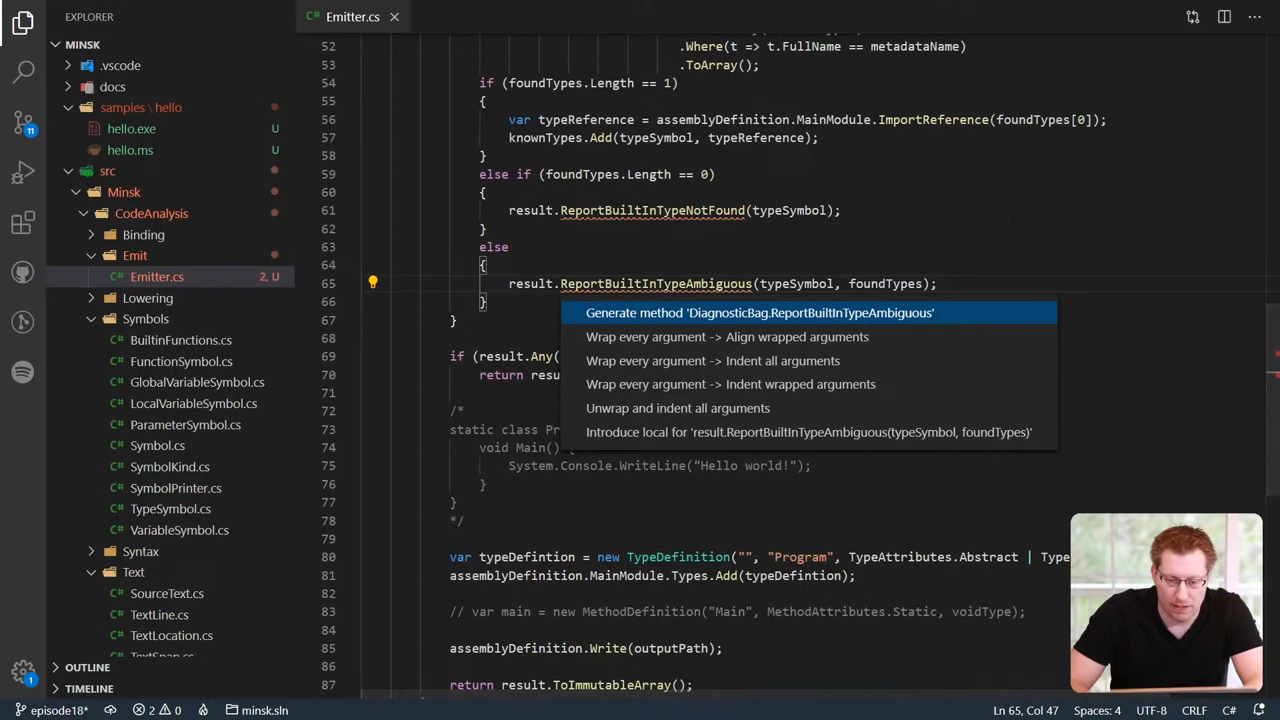 EXPLORER
MINSK
.vscode
docs
samples \ hello
hello.exe U
hello.ms U
src
Minsk
CodeAnalysis
Binding
Emit
Emitter.cs 2, U
Lowering
Symbols
BuiltinFunctions.cs
FunctionSymbol.cs
GlobalVariableSymbol.cs
LocalVariableSymbol.cs
ParameterSymbol.cs
Symbol.cs
SymbolKind.cs
SymbolPrinter.cs
TypeSymbol.cs
VariableSymbol.cs
Syntax
Text
SourceText.cs
TextLine.cs
TextLocation.cs
TextSpan.cs
OUTLINE
TIMELINE
11
1
Emitter.cs
52 .Where(t => t.FullName == metadataName)
53 .ToArray();
54 if (foundTypes.Length == 1)
55 {
56 var typeReference = assemblyDefinition.MainModule.ImportReference(foundTypes[0]);
57 knownTypes.Add(typeSymbol, typeReference);
58 }
59 else if (foundTypes.Length == 0)
60 {
61 result.ReportBuiltInTypeNotFound(typeSymbol);
62 }
63 else
64 {
65 result.ReportBuiltInTypeAmbiguous(typeSymbol, foundTypes);
66 }
67 }
68
69 if (result.Any(
70 return resu
71
72 /*
73 static class Pr
74 void Main() {
75 System.Console.WriteLine("Hello world!");
76 }
77 }
78 */
79
80 var typeDefintion = new TypeDefinition("", "Program", TypeAttributes.Abstract | Type
81 assemblyDefinition.MainModule.Types.Add(typeDefintion);
82
83 // var main = new MethodDefinition("Main", MethodAttributes.Static, voidType);
84
85 assemblyDefinition.Write(outputPath);
86
87 return result.ToImmutableArray();
Generate method 'DiagnosticBag.ReportBuiltInTypeAmbiguous'
Wrap every argument -> Align wrapped arguments
Wrap every argument -> Indent all arguments
Wrap every argument -> Indent wrapped arguments
Unwrap and indent all arguments
Introduce local for 'result.ReportBuiltInTypeAmbiguous(typeSymbol, foundTypes)'
episode18* 2 0 minsk.sln Ln 65, Col 47 Spaces: 4 UTF-8 CRLF C#